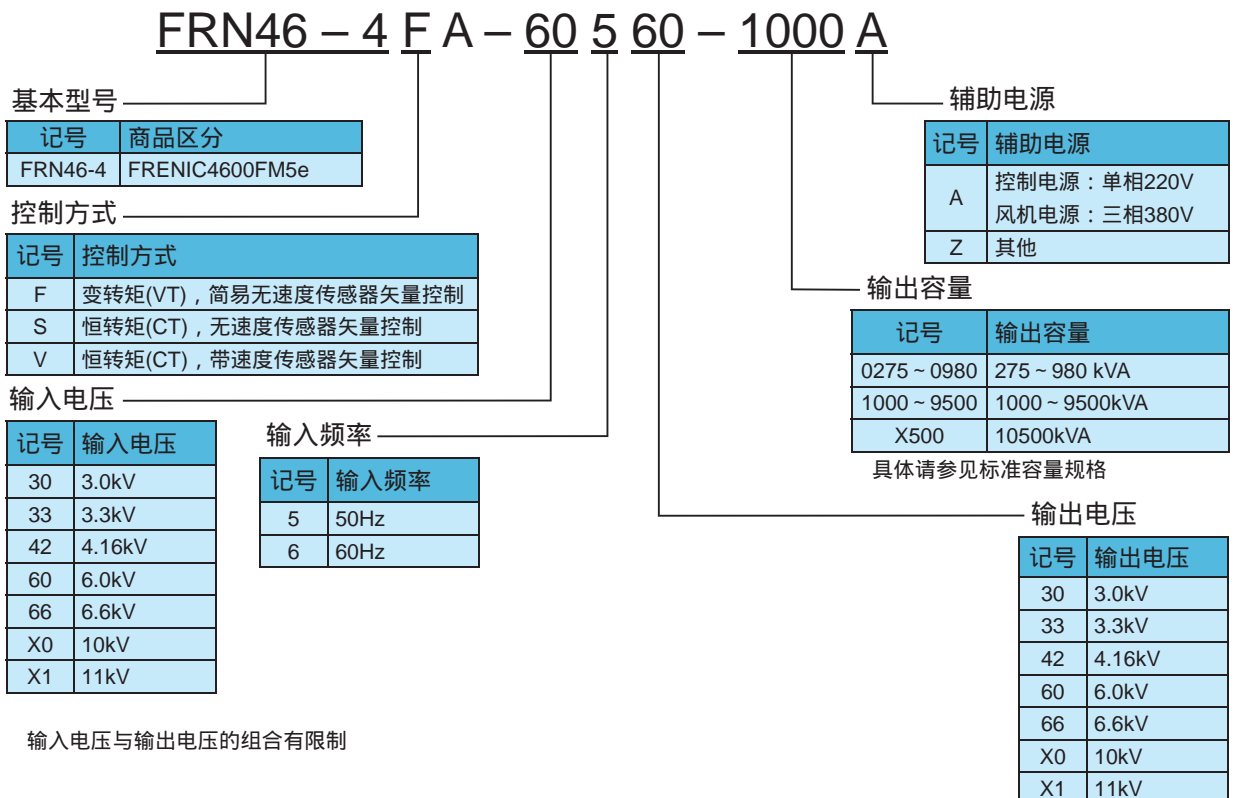 FRN46 – 4 F A – 60 5 60 – 1000 A
基本型号
记号 商品区分
FRN46-4 FRENIC4600FM5e
控制方式
记号 控制方式
F 变转矩(VT)，简易无速度传感器矢量控制
S 恒转矩(CT)，无速度传感器矢量控制
V 恒转矩(CT)，带速度传感器矢量控制
输入电压
记号 输入电压
30 3.0kV
33 3.3kV
42 4.16kV
60 6.0kV
66 6.6kV
X0 10kV
X1 11kV
输入电压与输出电压的组合有限制
输入频率
记号 输入频率
5 50Hz
6 60Hz
辅助电源
记号 辅助电源
A 控制电源：单相220V
风机电源：三相380V
Z 其他
输出容量
记号 输出容量
0275～0980 275～980 kVA
1000～9500 1000～9500kVA
X500 10500kVA
具体请参见标准容量规格
输出电压
记号 输出电压
30 3.0kV
33 3.3kV
42 4.16kV
60 6.0kV
66 6.6kV
X0 10kV
X1 11kV